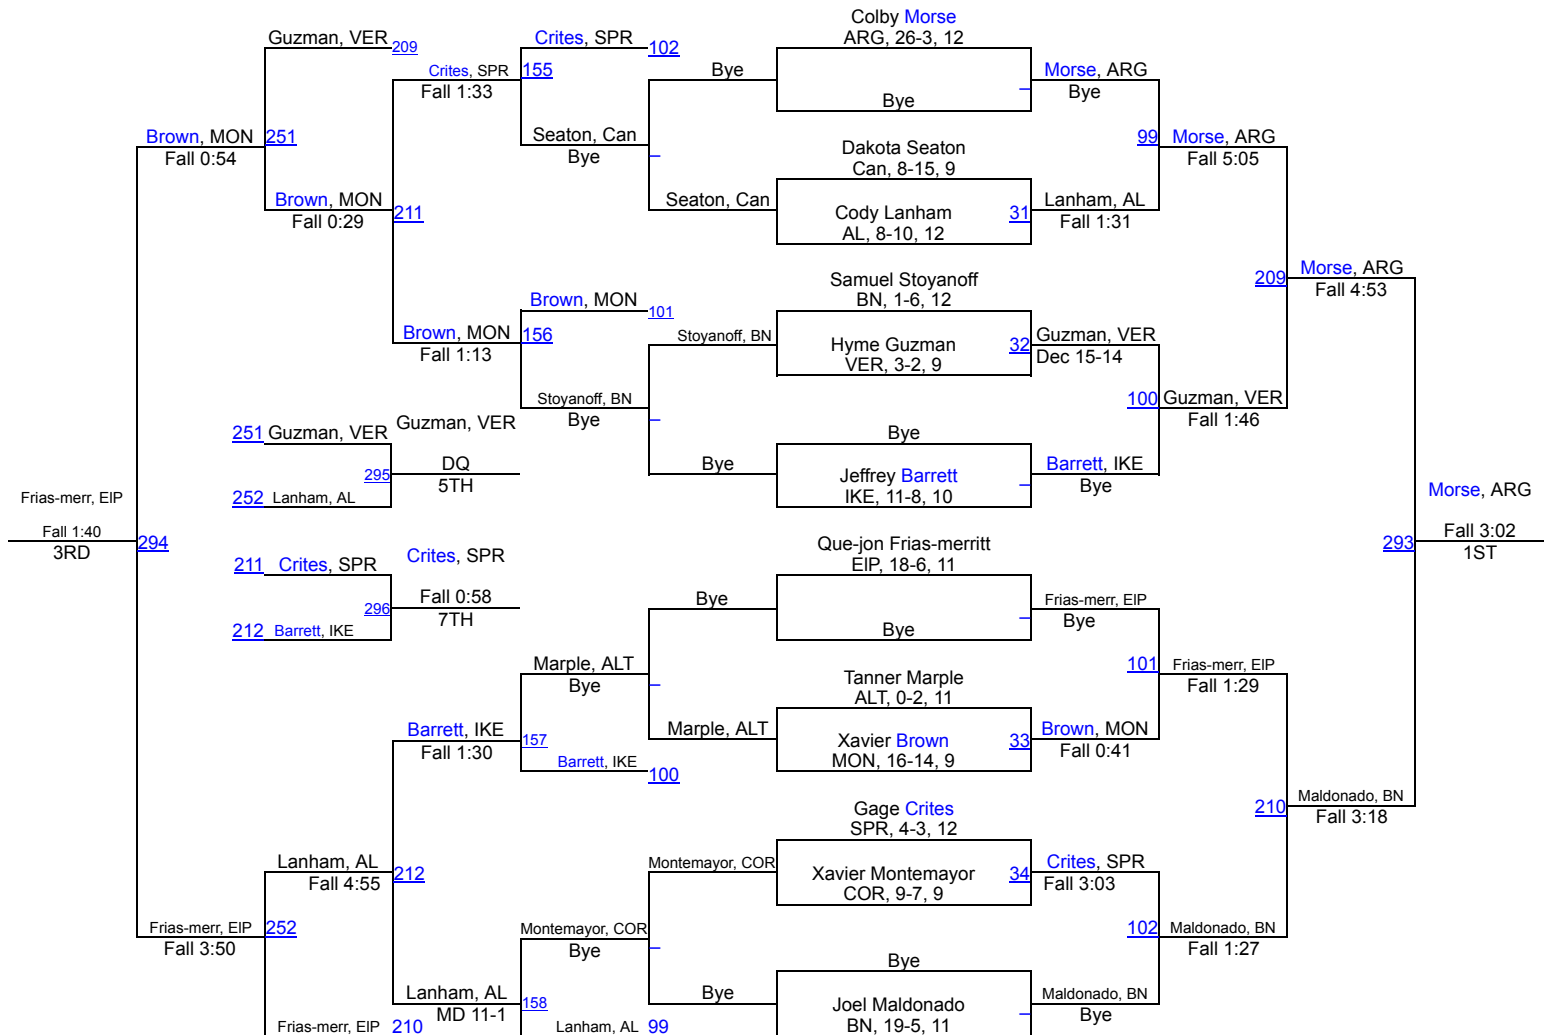 Colby Morse
Guzman, VER 209 Crites, SPR 102 ARG, 26-3, 12
Crites, SPR 155 Bye Morse, ARG
Fall 1:33 Bye
Bye
Brown, MON 251 Seaton, Can 99 Morse, ARG
Fall 0:54 Bye Dakota Seaton Fall 5:05
Can, 8-15, 9
Brown, MON 211 Seaton, Can Cody Lanham 31 Lanham, AL
Fall 0:29 AL, 8-10, 12 Fall 1:31
209 Morse, ARG
Samuel Stoyanoff Fall 4:53
Brown, MON 101 BN, 1-6, 12
Brown, MON 156 Stoyanoff, BN Hyme Guzman 32 Guzman, VER
Fall 1:13 VER, 3-2, 9 Dec 15-14
Stoyanoff, BN 100 Guzman, VER
Guzman, VER Bye Fall 1:46
251 Guzman, VER Bye
295 DQ Bye Jeffrey Barrett Barrett, IKE
5TH IKE, 11-8, 10 Bye
Frias-merr, EIP 252 Lanham, AL Morse, ARG
Fall 1:40 294 Que-jon Frias-merritt 293 Fall 3:02
3RD Crites, SPR EIP, 18-6, 11 1ST
211 Crites, SPR
296 Fall 0:58 Bye Frias-merr, EIP
212 Barrett, IKE 7TH Bye Bye
Marple, ALT 101 Frias-merr, EIP
Bye Tanner Marple Fall 1:29
ALT, 0-2, 11
Barrett, IKE 157 Marple, ALT Xavier Brown 33 Brown, MON
Fall 1:30 Barrett, IKE 100 MON, 16-14, 9 Fall 0:41
210 Maldonado, BN
Gage Crites Fall 3:18
SPR, 4-3, 12
Lanham, AL 212 Montemayor, COR Xavier Montemayor 34 Crites, SPR
Fall 4:55 COR, 9-7, 9 Fall 3:03
Frias-merr, EIP 252 Montemayor, COR 102 Maldonado, BN
Fall 3:50 Bye Bye Fall 1:27
Lanham, AL 158 Bye Joel Maldonado Maldonado, BN
MD 11-1 BN, 19-5, 11 Bye
Frias-merr, EIP 210 Lanham, AL 99